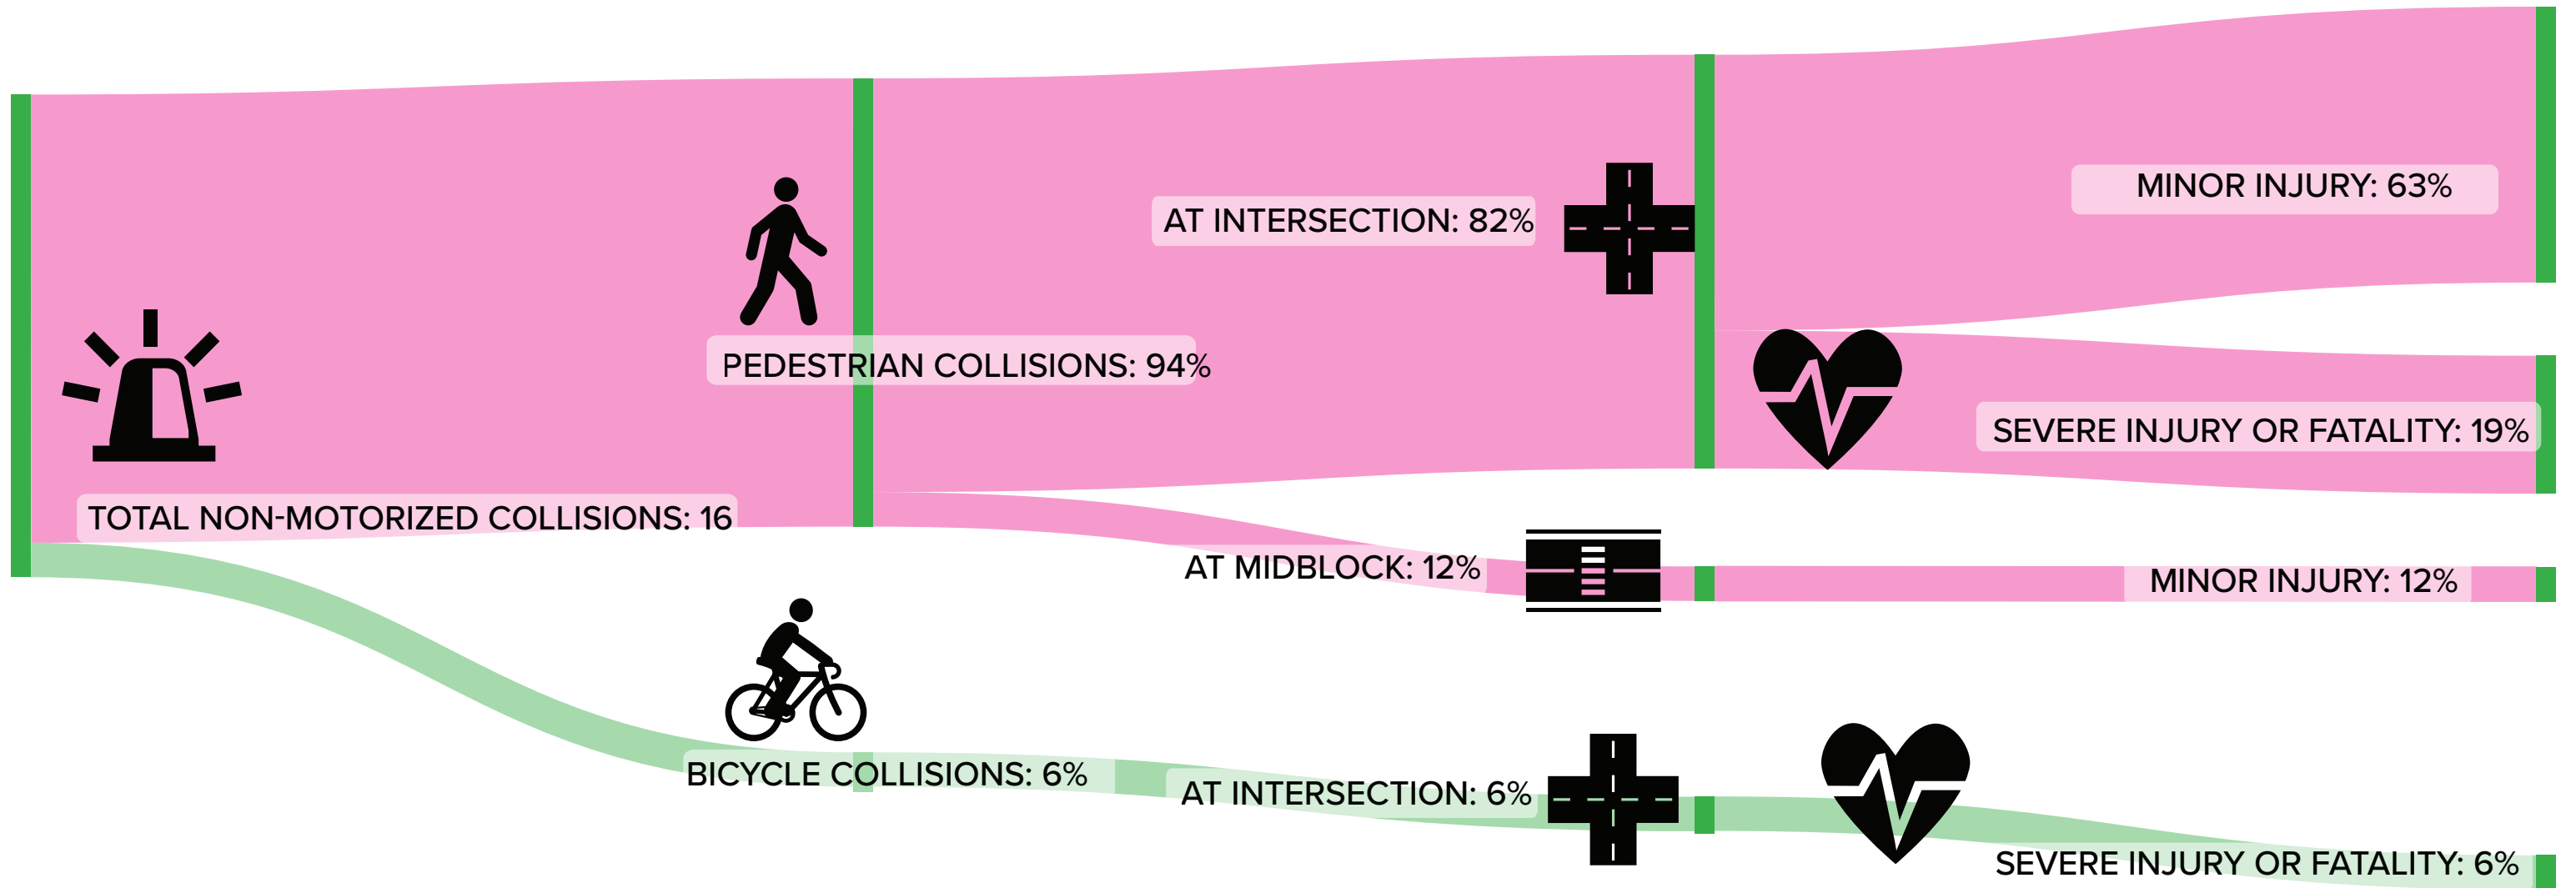 TOTAL NON-MOTORIZED COLLISIONS: 16
PEDESTRIAN COLLISIONS: 94%
AT INTERSECTION: 82%
MINOR INJURY: 63%
SEVERE INJURY OR FATALITY: 19%
AT MIDBLOCK: 12%
MINOR INJURY: 12%
BICYCLE COLLISIONS: 6%
AT INTERSECTION: 6%
SEVERE INJURY OR FATALITY: 6%